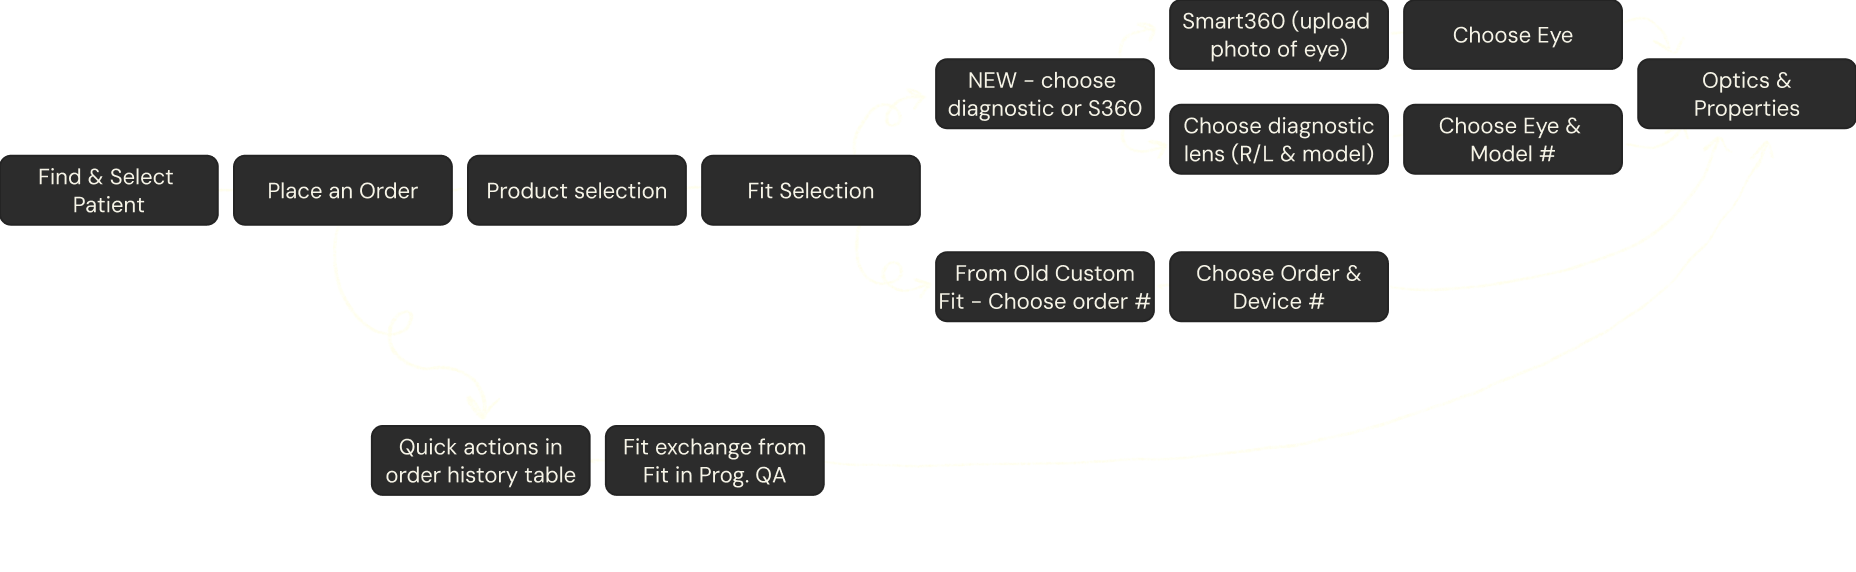 Smart360 (upload
photo of eye)
Choose Eye
NEW - choose
diagnostic or S360
Optics &
Properties
Choose diagnostic
lens (R/L & model)
Choose Eye &
Model #
Find & Select
Patient
Place an Order
Product selection
Fit Selection
From Old Custom
Fit - Choose order #
Choose Order &
Device #
Quick actions in
order history table
Fit exchange from
Fit in Prog. QA